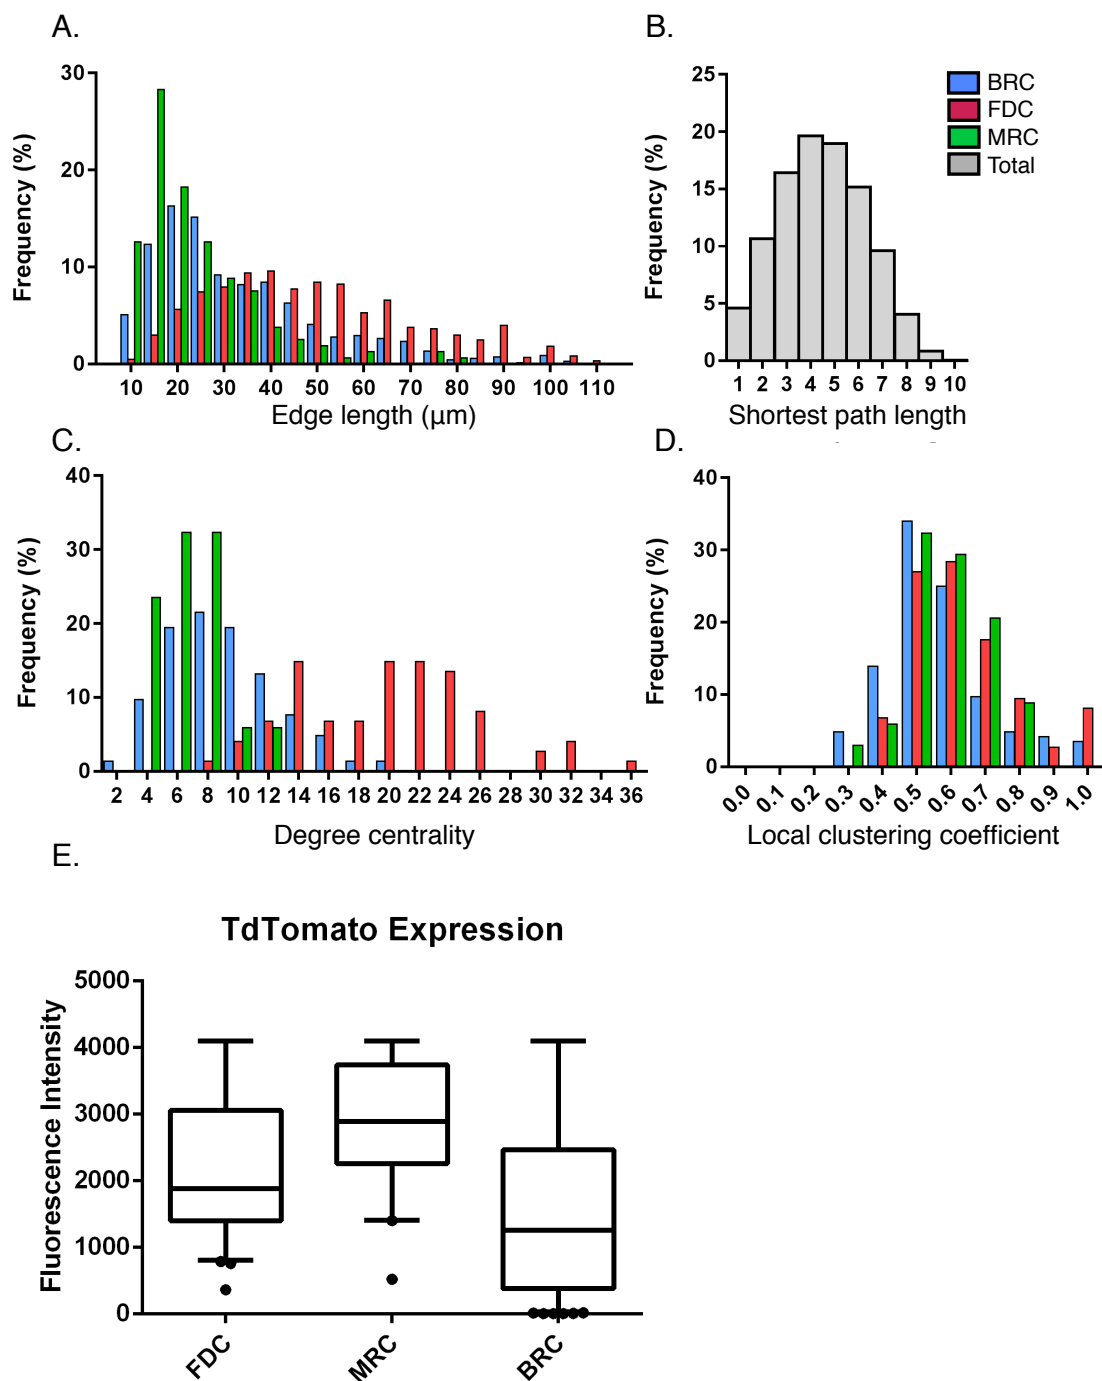 A.
30
20
10
0
Frequency (%)
10 20 30 40 50 60 70 80 90 100 110
Edge length (μm)
B.
25
20
15
10
5
0
Frequency (%)
1 2 3 4 5 6 7 8 9 10
Shortest path length
BRC
FDC
MRC
Total
C.
40
30
20
10
0
Frequency (%)
2 4 6 8 10 12 14 16 18 20 22 24 26 28 30 32 34 36
Degree centrality
D.
40
30
20
10
0
Frequency (%)
0.0 0.1 0.2 0.3 0.4 0.5 0.6 0.7 0.8 0.9 1.0
Local clustering coefficient
E.
TdTomato Expression
5000
4000
3000
2000
1000
0
Fluorescence Intensity
FDC MRC BRC